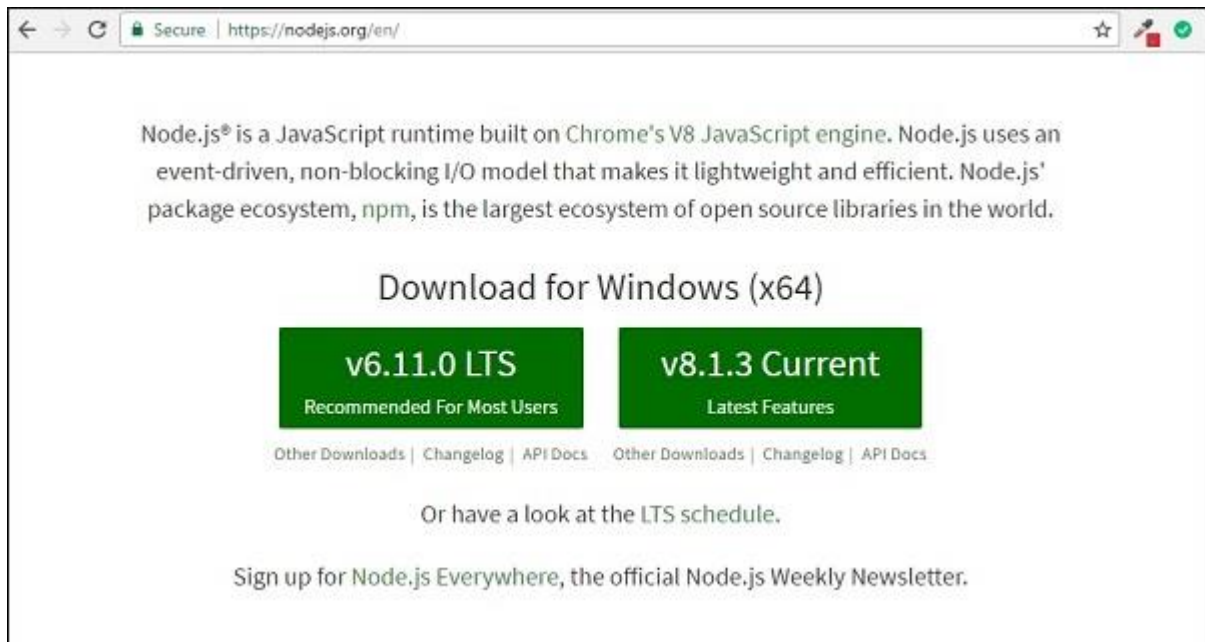 Secure | https://nodejs.org/en/
Node.js® is a JavaScript runtime built on Chrome's V8 JavaScript engine. Node.js uses an
event-driven, non-blocking I/O model that makes it lightweight and efficient. Node.js'
package ecosystem, npm, is the largest ecosystem of open source libraries in the world.
Download for Windows (x64)
v6.11.0 LTS
Recommended For Most Users
v8.1.3 Current
Latest Features
Other Downloads | Changelog | API Docs
Other Downloads | Changelog | API Docs
Or have a look at the LTS schedule.
Sign up for Node.js Everywhere, the official Node.js Weekly Newsletter.